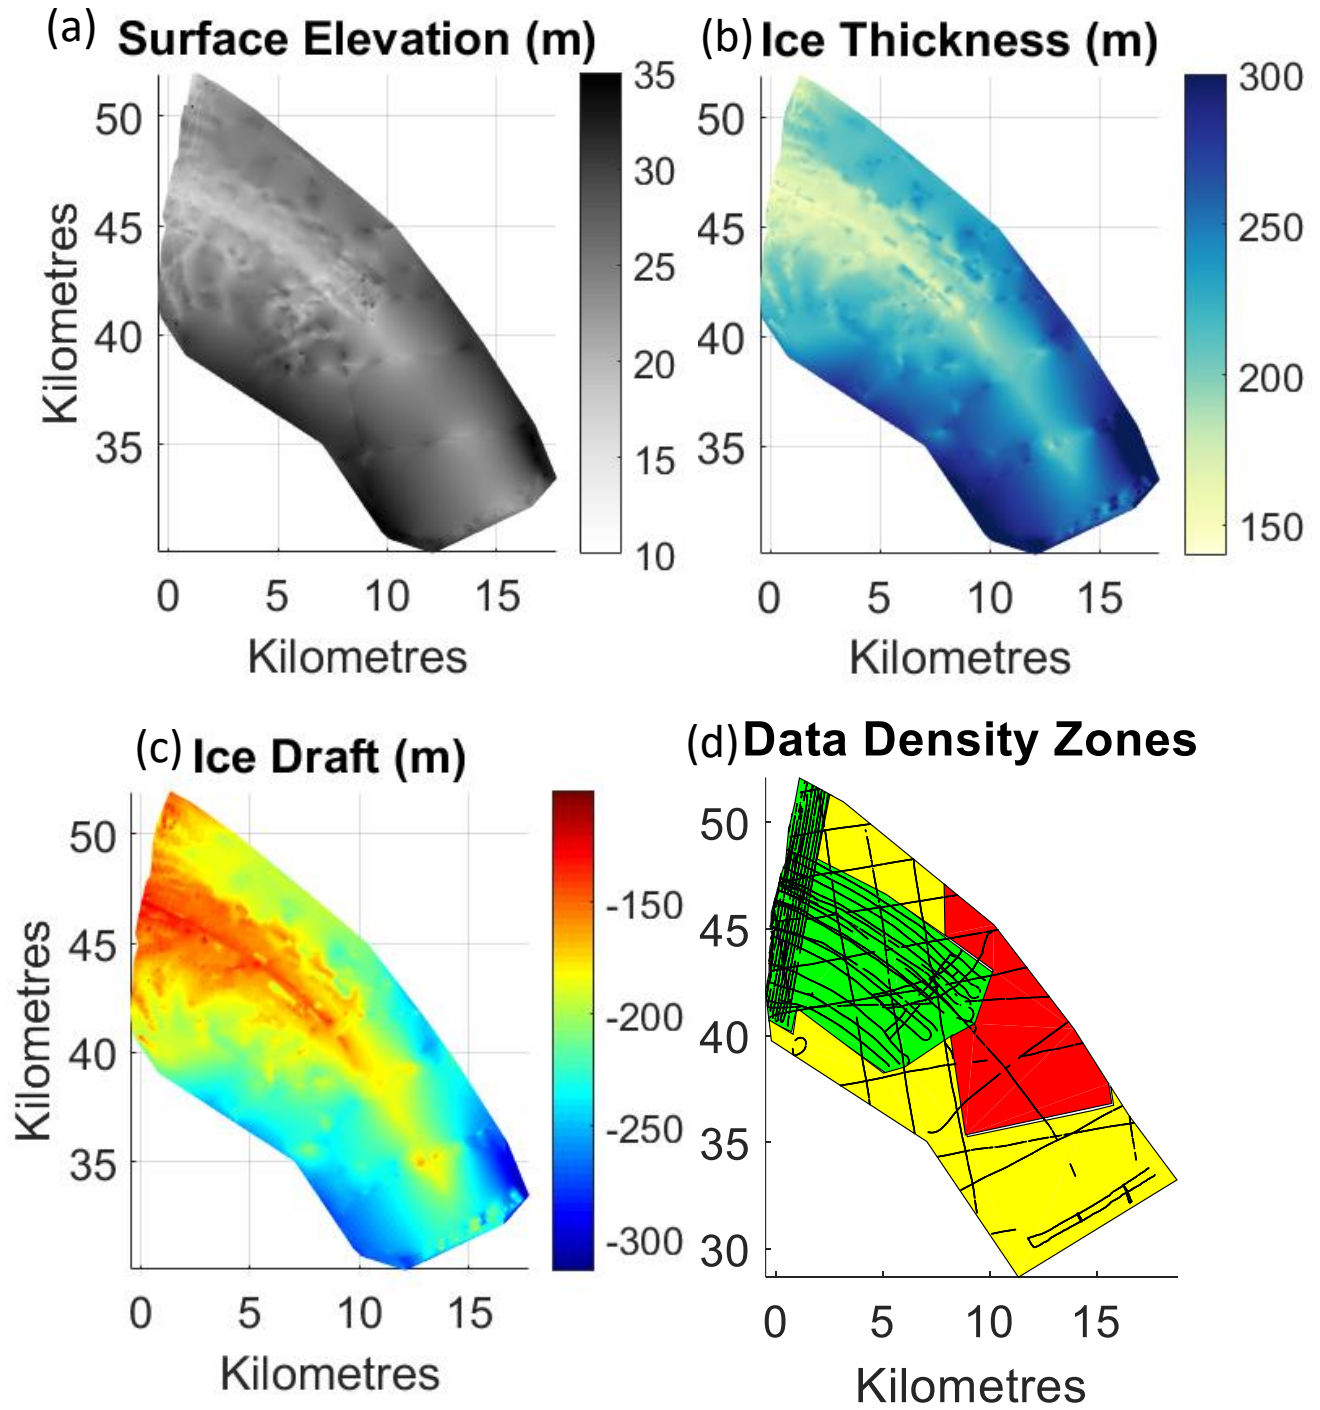 (a) Surface Elevation (m)
Kilometres
50
45
40
35
0 5 10 15
Kilometres
35
30
25
20
15
10
(b) Ice Thickness (m)
50
45
40
35
0 5 10 15
Kilometres
300
250
200
150
(c) Ice Draft (m)
Kilometres
50
45
40
35
0 5 10 15
Kilometres
-150
-200
-250
-300
(d) Data Density Zones
50
45
40
35
30
0 5 10 15
Kilometres